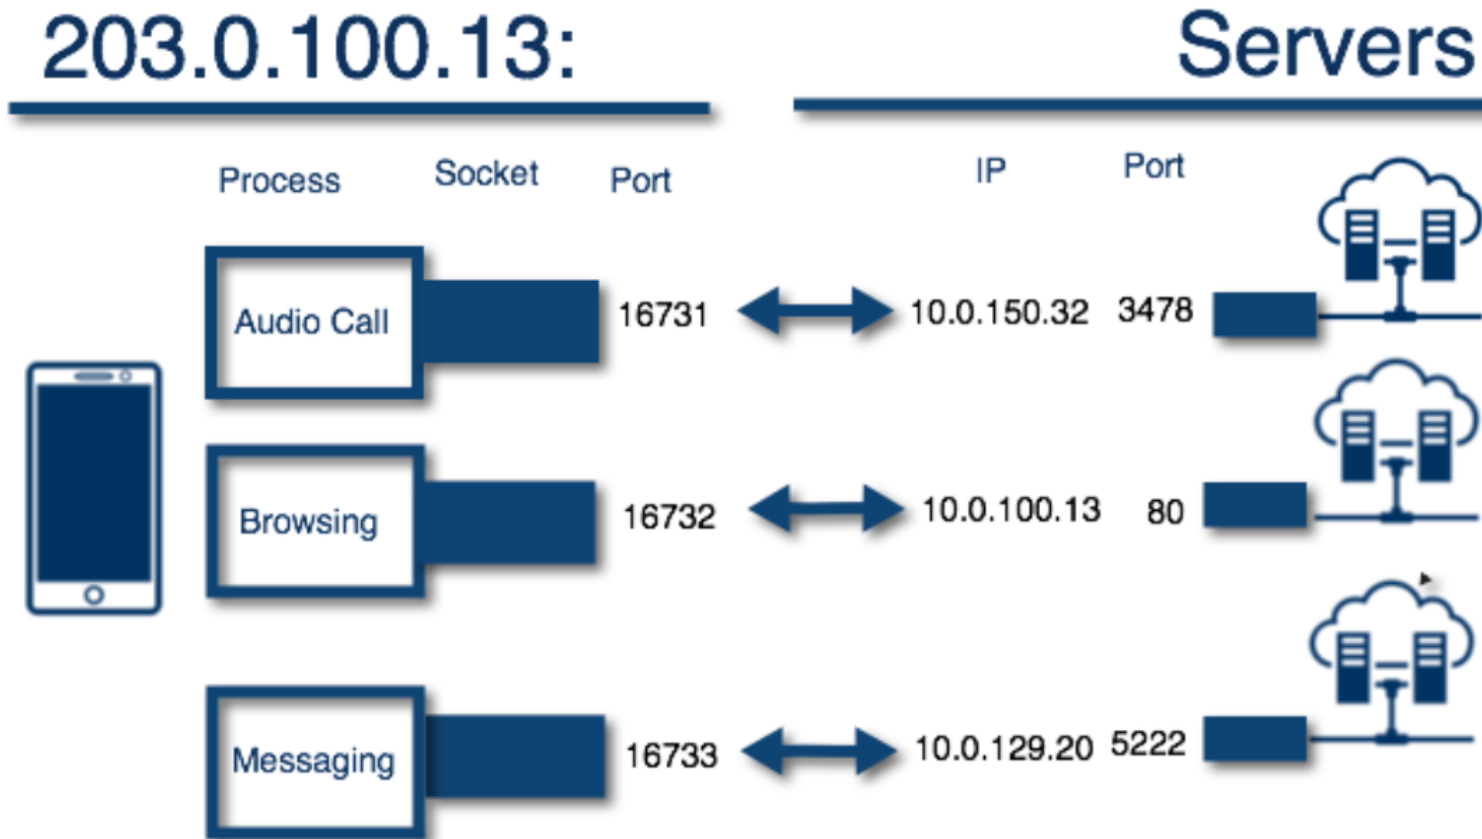 203.0.100.13: Servers
Process Socket Port IP Port
Audio Call 16731 10.0.150.32 3478
Browsing 16732 10.0.100.13 80
Messaging 16733 10.0.129.20 5222